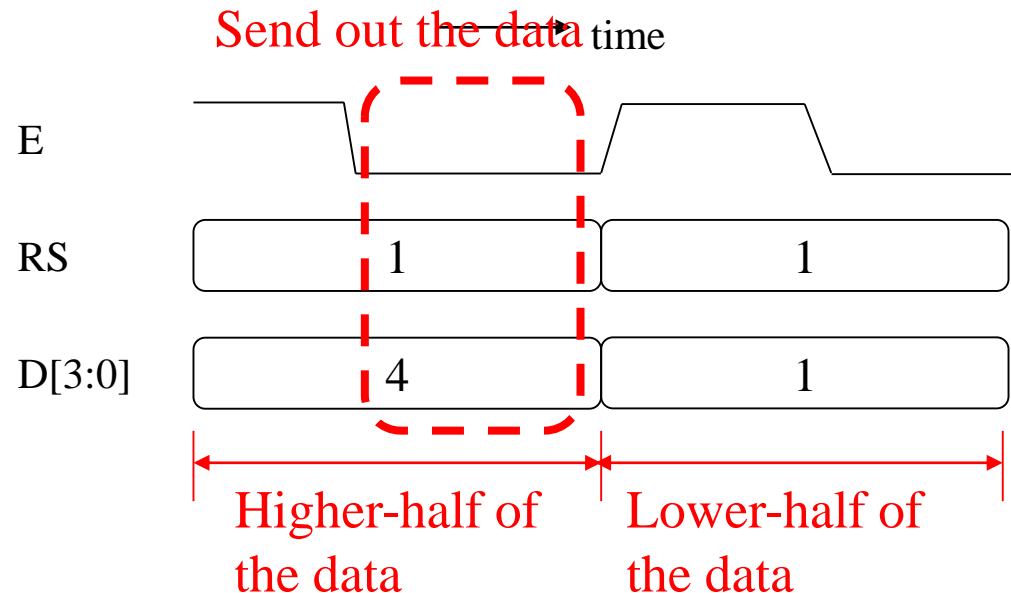 Send out the data
time
E
RS
1
1
D[3:0]
4
1
Higher-half of
the data
Lower-half of
the data